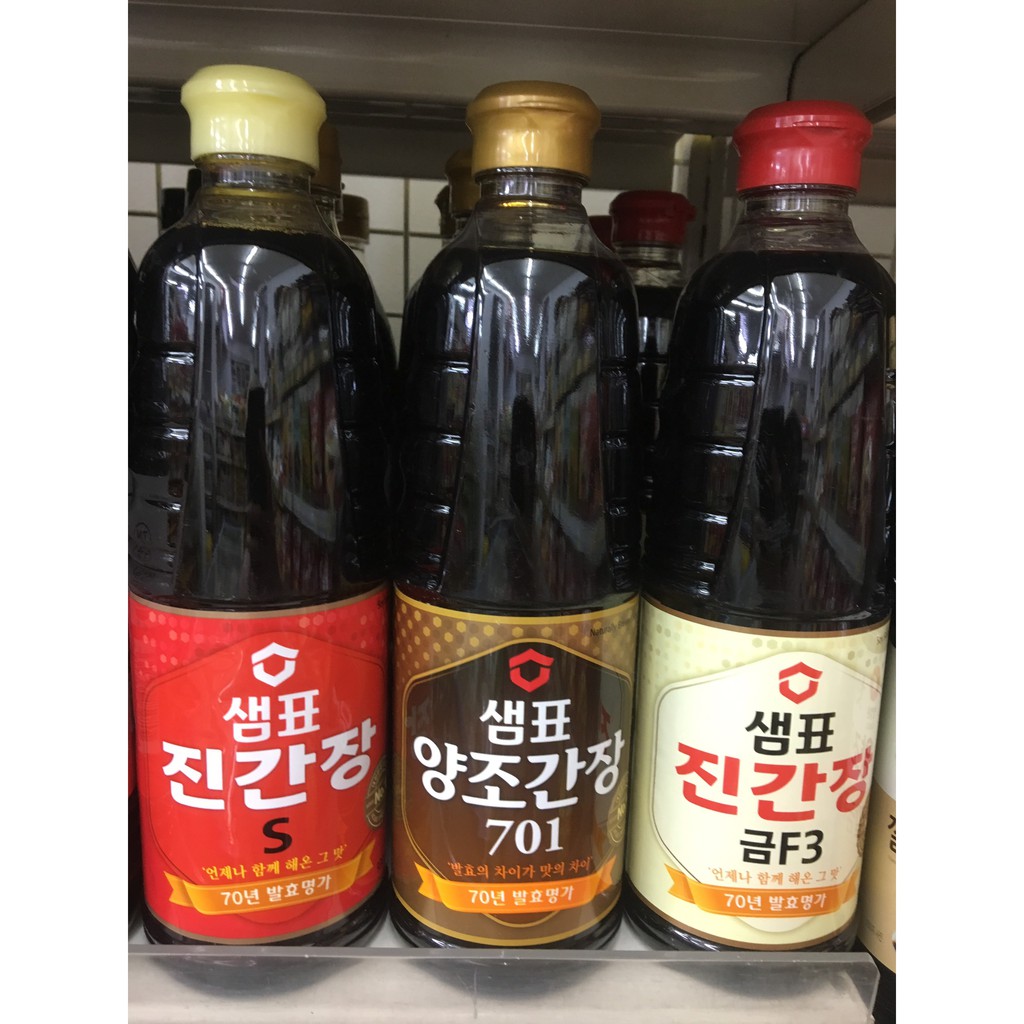 샘표
진간장
S
'언제나 함께 해온 그 맛'
70년 발효명가
샘표
양조간장
701
'발효의 차이가 맛의 차이'
70년 발효명가
샘표
진간장
금F3
'언제나 함께 해온 그 맛'
70년 발효명가